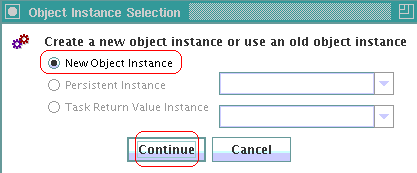 Object Instance Selection
Create a new object instance or use an old object instance
New Object Instance
Persistent Instance
Task Return Value Instance
Continue
Cancel